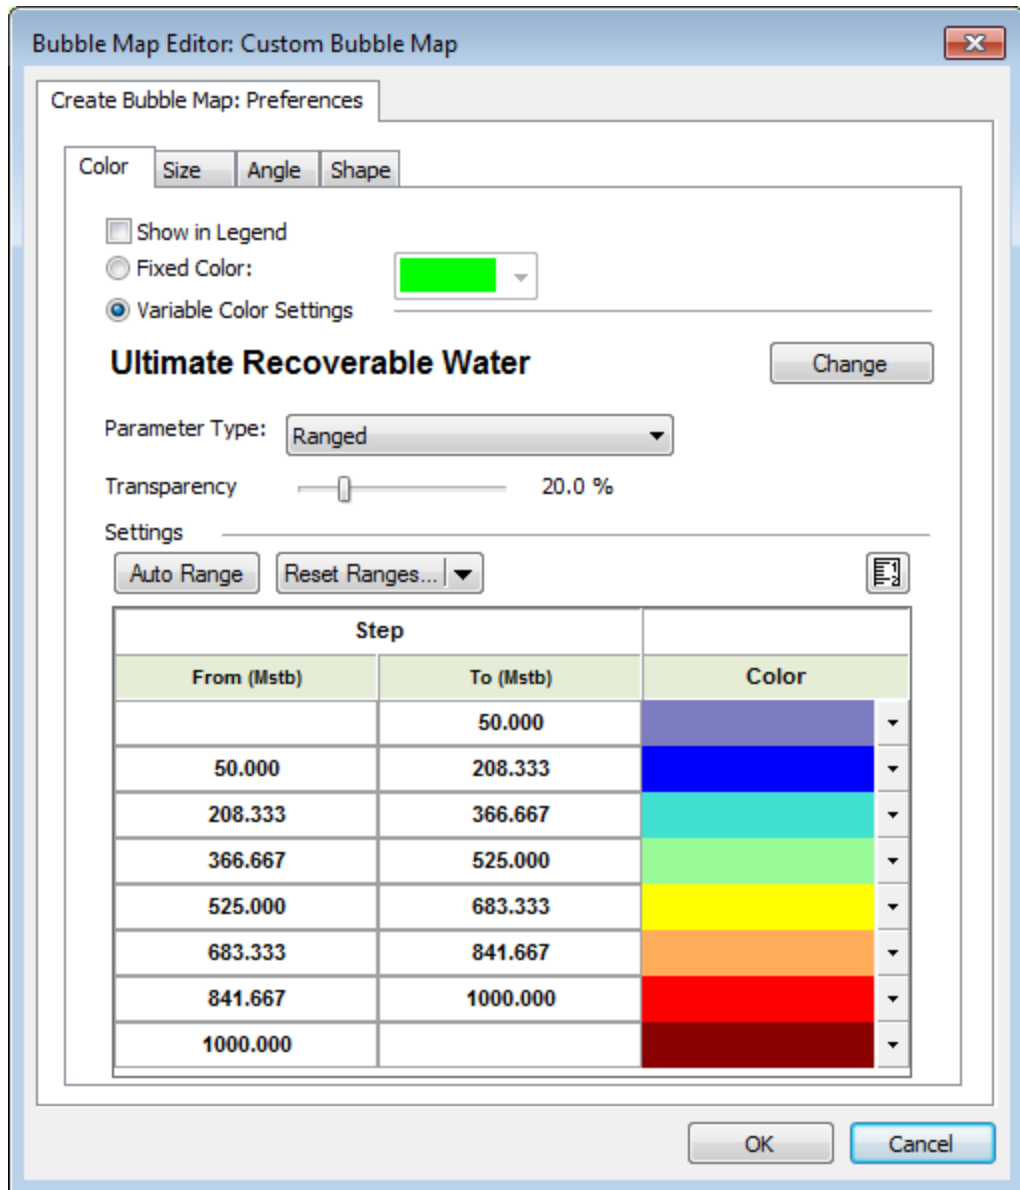 Bubble Map Editor: Custom Bubble Map
Create Bubble Map: Preferences
Color Size Angle Shape
Show in Legend
Fixed Color:
Variable Color Settings
Ultimate Recoverable Water Change
Parameter Type: Ranged
Transparency 20.0 %
Settings
Auto Range Reset Ranges... 1 2
Step
From (Mstb) To (Mstb) Color
50.000
50.000 208.333
208.333 366.667
366.667 525.000
525.000 683.333
683.333 841.667
841.667 1000.000
1000.000
OK Cancel